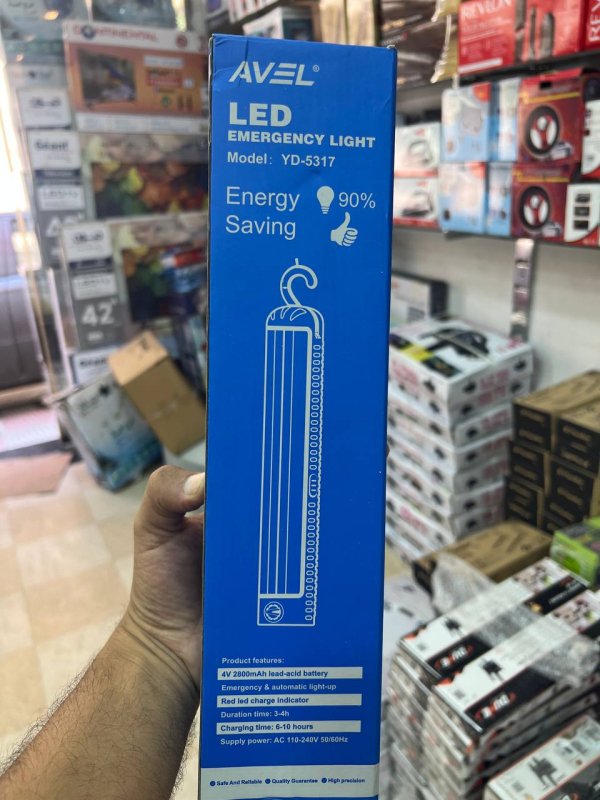 AVEL®
LED
EMERGENCY LIGHT
Model: YD-5317
Energy
Saving
90%
Product features:
4V 2800mAh lead-acid battery
Emergency & automatic light-up
Red led charge indicator
Duration time: 3-4h
Charging time: 6-10 hours
Supply power: AC 110-240V 50/60Hz
Safe And Reliable
Quality Guarantee
High precision
CONTINENTAL
42"
REVLON